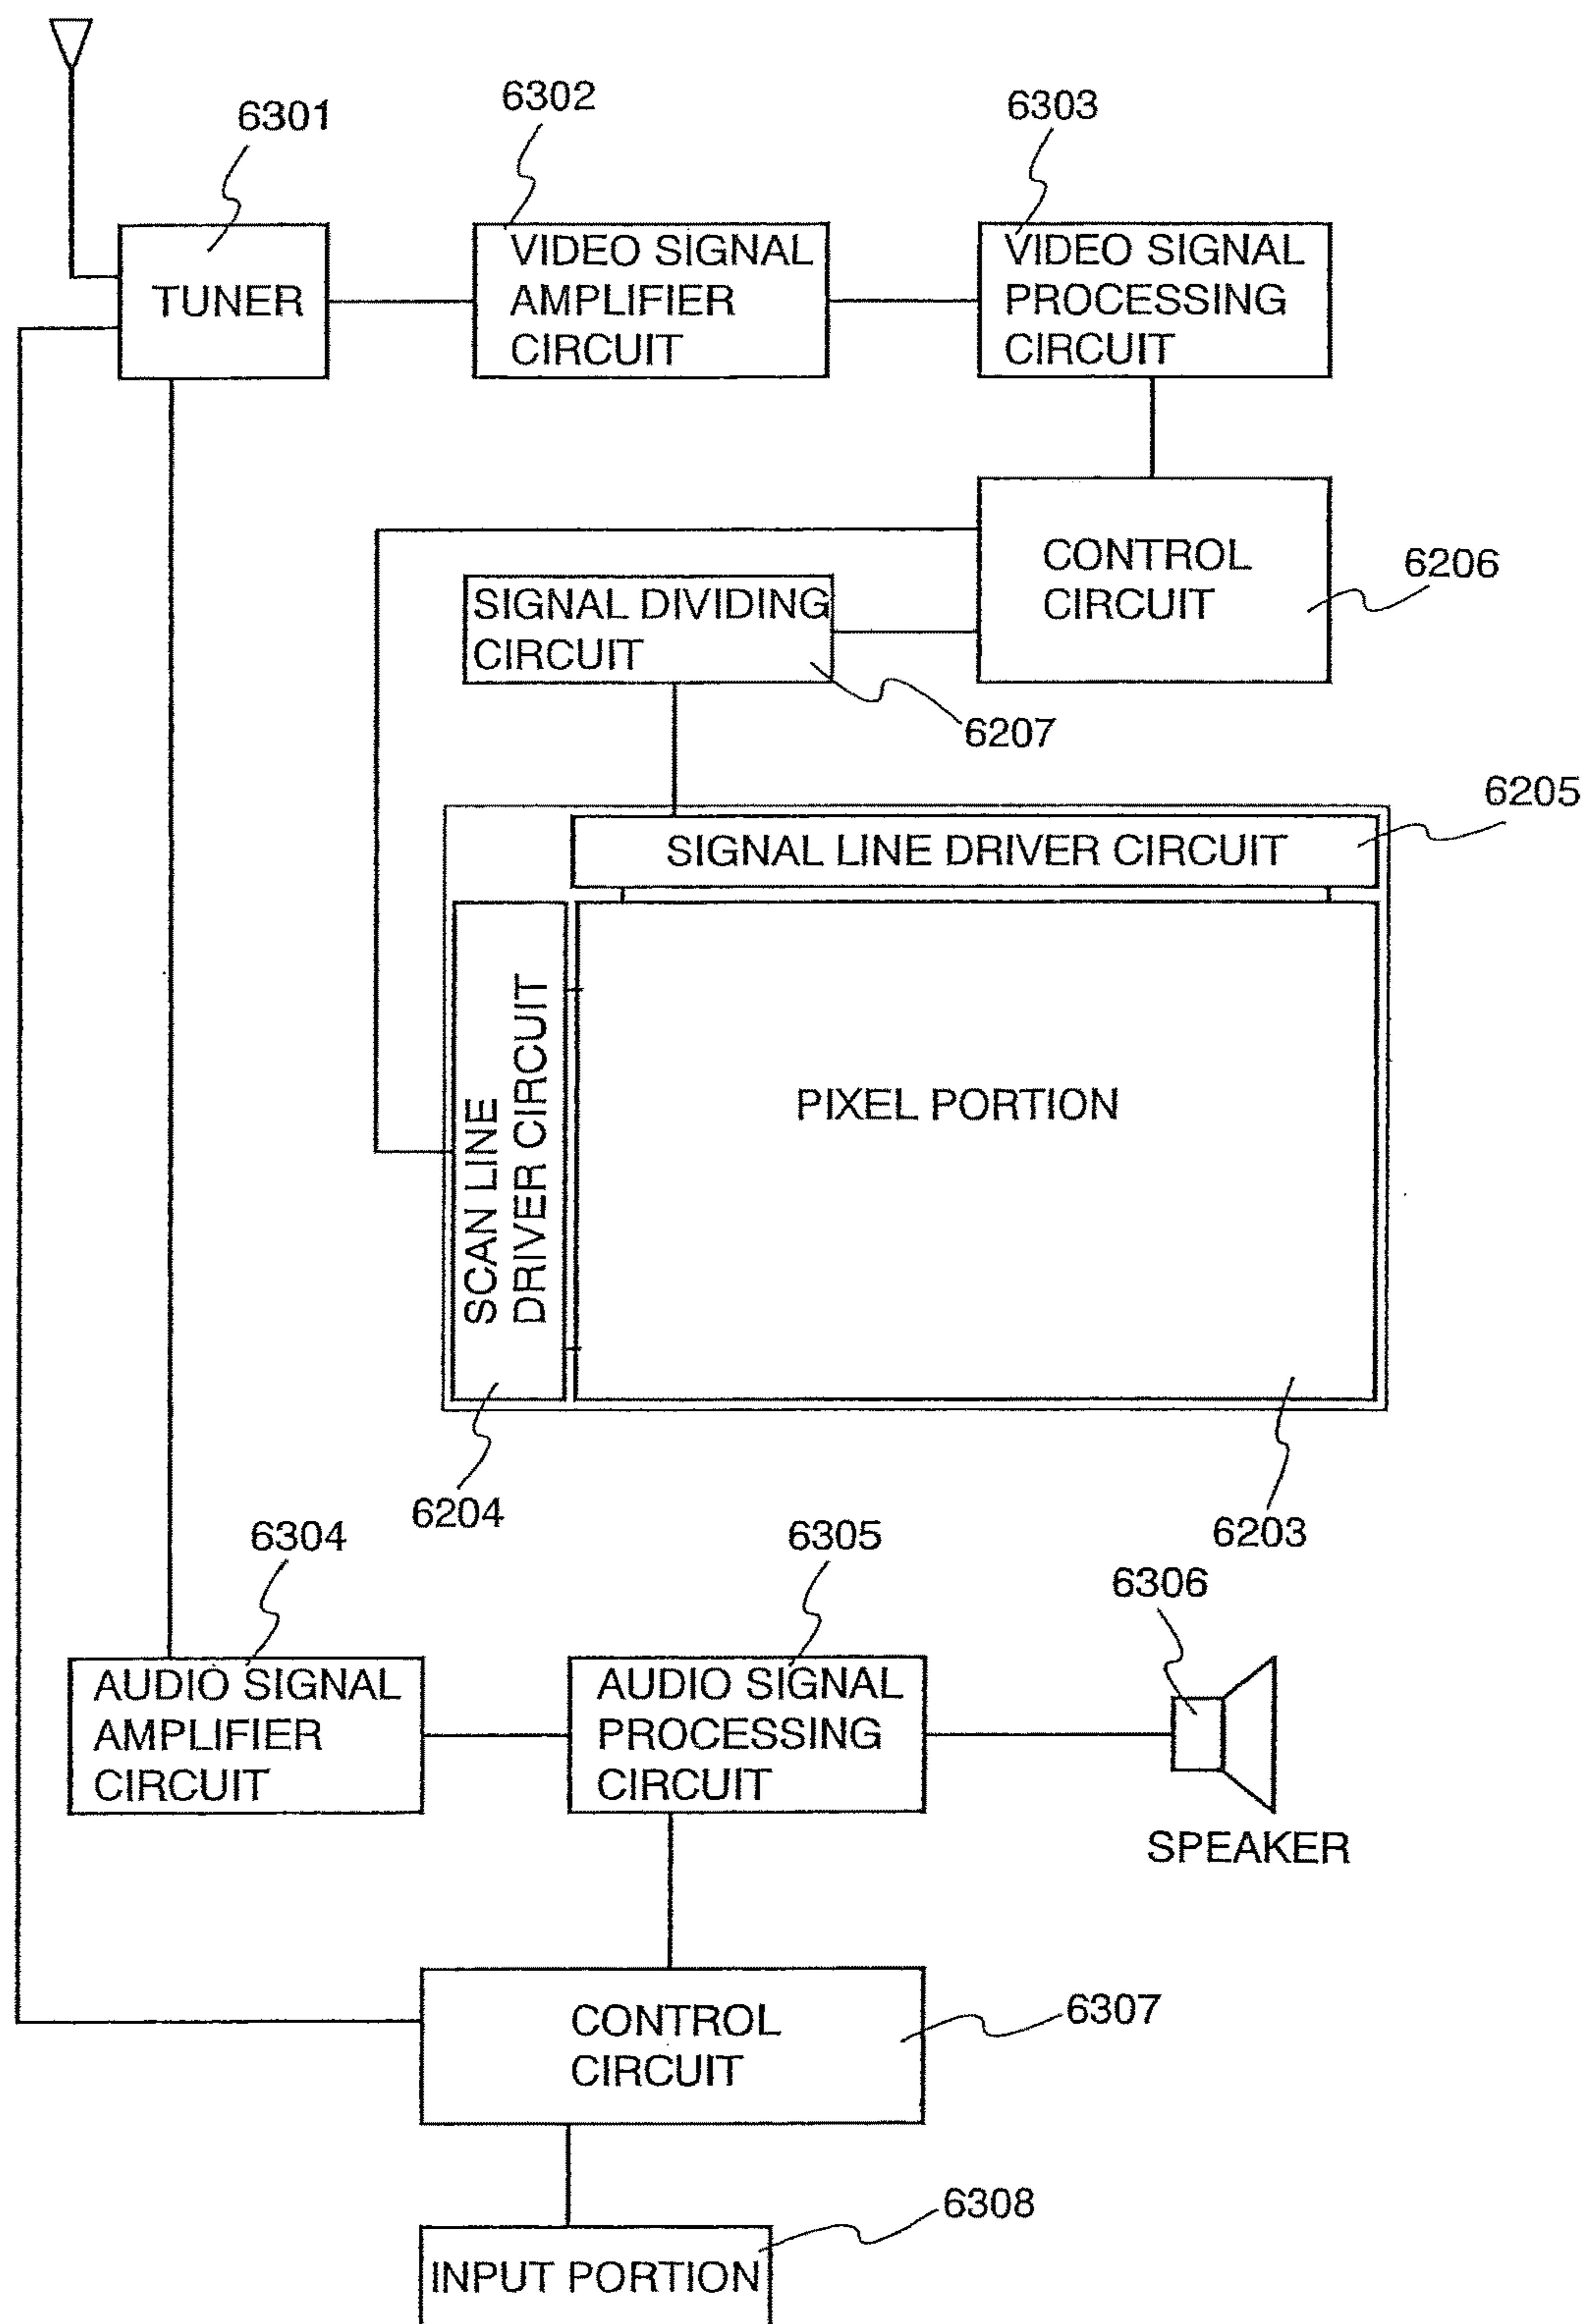 6301
6302
6303
TUNER
VIDEO SIGNAL
AMPLIFIER
CIRCUIT
VIDEO SIGNAL
PROCESSING
CIRCUIT
CONTROL
CIRCUIT
6206
SIGNAL DIVIDING
CIRCUIT
6207
6205
SIGNAL LINE DRIVER CIRCUIT
SCAN LINE
DRIVER CIRCUIT
PIXEL PORTION
6204
6203
6304
6305
6306
AUDIO SIGNAL
AMPLIFIER
CIRCUIT
AUDIO SIGNAL
PROCESSING
CIRCUIT
SPEAKER
CONTROL
CIRCUIT
6307
6308
INPUT PORTION